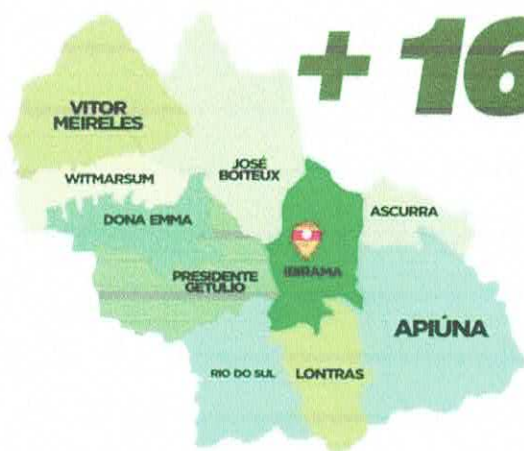 + 16
VITOR
MEIRELES
JOSÉ
BOITEUX
WITMARSUM
DONA EMMA
ASCURRA
PRESIDENTE
GETULIO
IBIRAMA
APIÚNA
RIO DO SUL
LONTRAS